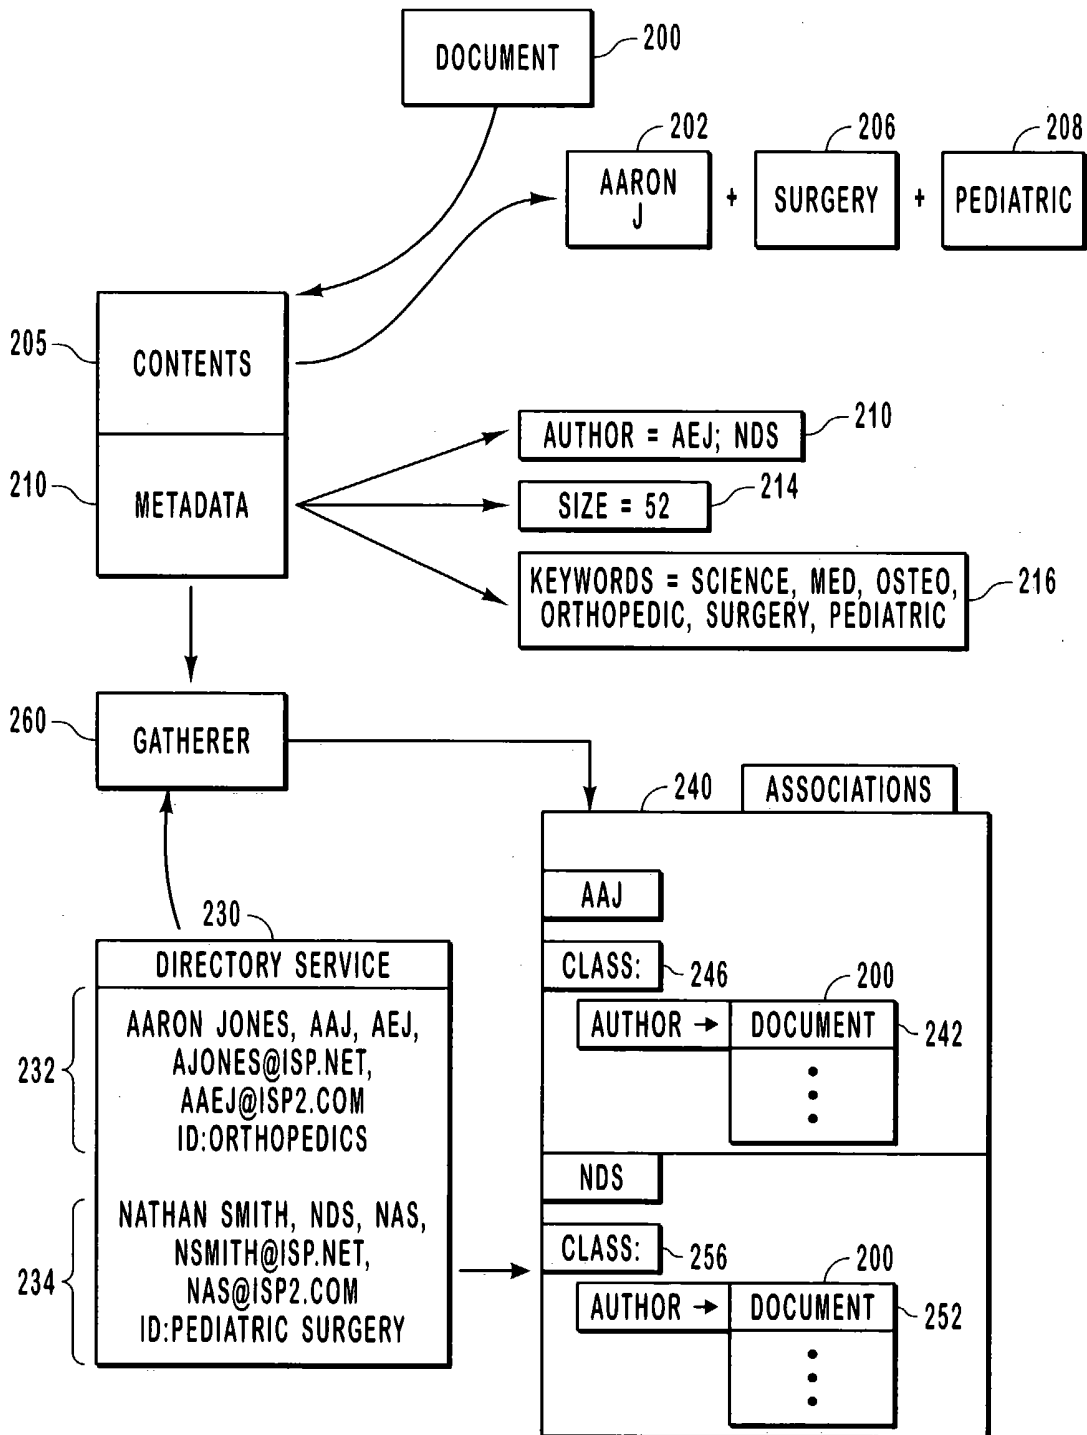 DOCUMENT
200
202
206
208
AARON
J
+
SURGERY
+
PEDIATRIC
205
CONTENTS
210
METADATA
AUTHOR = AEJ; NDS
210
SIZE = 52
214
KEYWORDS = SCIENCE, MED, OSTEO,
ORTHOPEDIC, SURGERY, PEDIATRIC
216
260
GATHERER
240
ASSOCIATIONS
AAJ
CLASS:
246
200
AUTHOR → DOCUMENT
242
230
DIRECTORY SERVICE
232
AARON JONES, AAJ, AEJ,
AJONES@ISP.NET,
AAEJ@ISP2.COM
ID:ORTHOPEDICS
234
NATHAN SMITH, NDS, NAS,
NSMITH@ISP.NET,
NAS@ISP2.COM
ID:PEDIATRIC SURGERY
NDS
CLASS:
256
200
AUTHOR → DOCUMENT
252